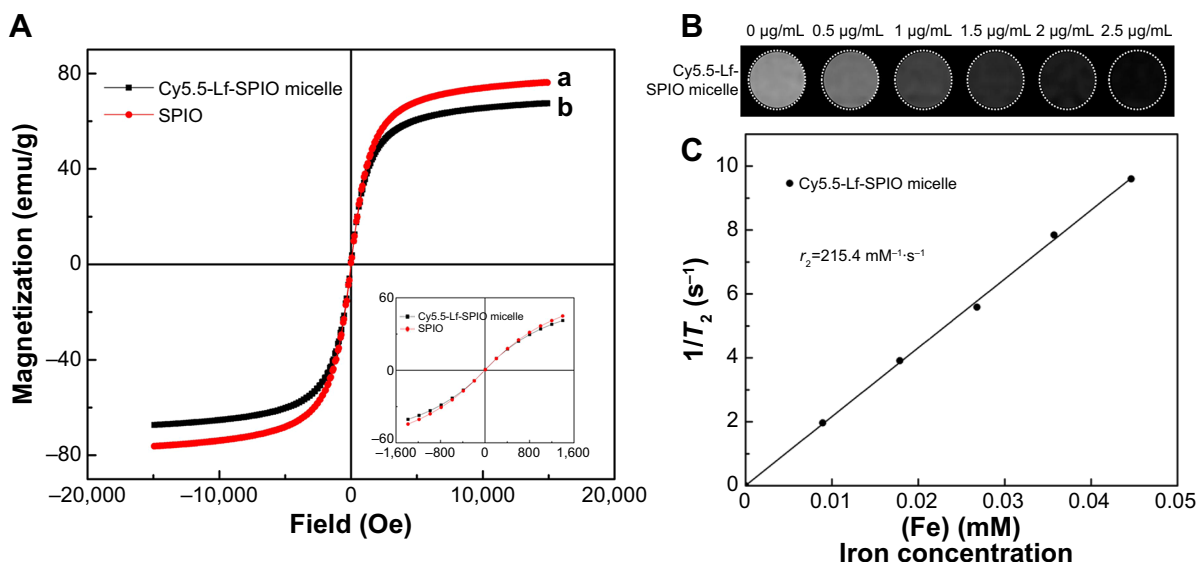 A
80
40
0
–40
–80
Magnetization (emu/g)
Cy5.5-Lf-SPIO micelle
SPIO
a
b
60
0
–60
Cy5.5-Lf-SPIO micelle
SPIO
–1,600
–800
0
800
1,600
–20,000
–10,000
0
10,000
20,000
Field (Oe)
B
0 µg/mL
0.5 µg/mL
1 µg/mL
1.5 µg/mL
2 µg/mL
2.5 µg/mL
Cy5.5-Lf-
SPIO micelle
C
10
8
6
4
2
0
1/T₂ (s⁻¹)
Cy5.5-Lf-SPIO micelle
r₂=215.4 mM⁻¹·s⁻¹
0
0.01
0.02
0.03
0.04
0.05
(Fe) (mM)
Iron concentration